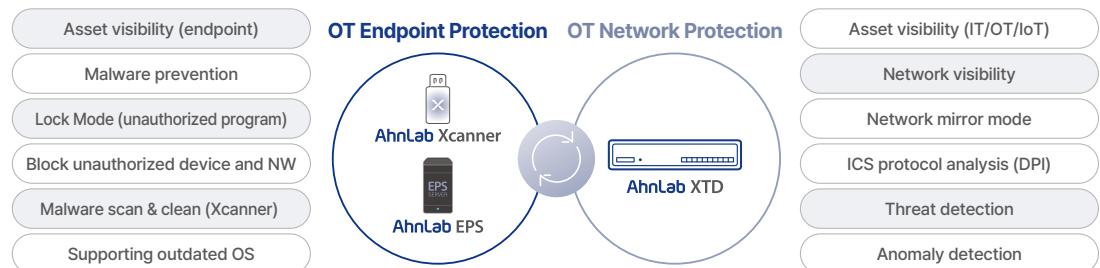 Asset visibility (endpoint)
Malware prevention
Lock Mode (unauthorized program)
Block unauthorized device and NW
Malware scan & clean (Xcanner)
Supporting outdated OS
OT Endpoint Protection
AhnLab Xcanner
EPS
SERVER
AhnLab EPS
OT Network Protection
AhnLab XTD
Asset visibility (IT/OT/IoT)
Network visibility
Network mirror mode
ICS protocol analysis (DPI)
Threat detection
Anomaly detection